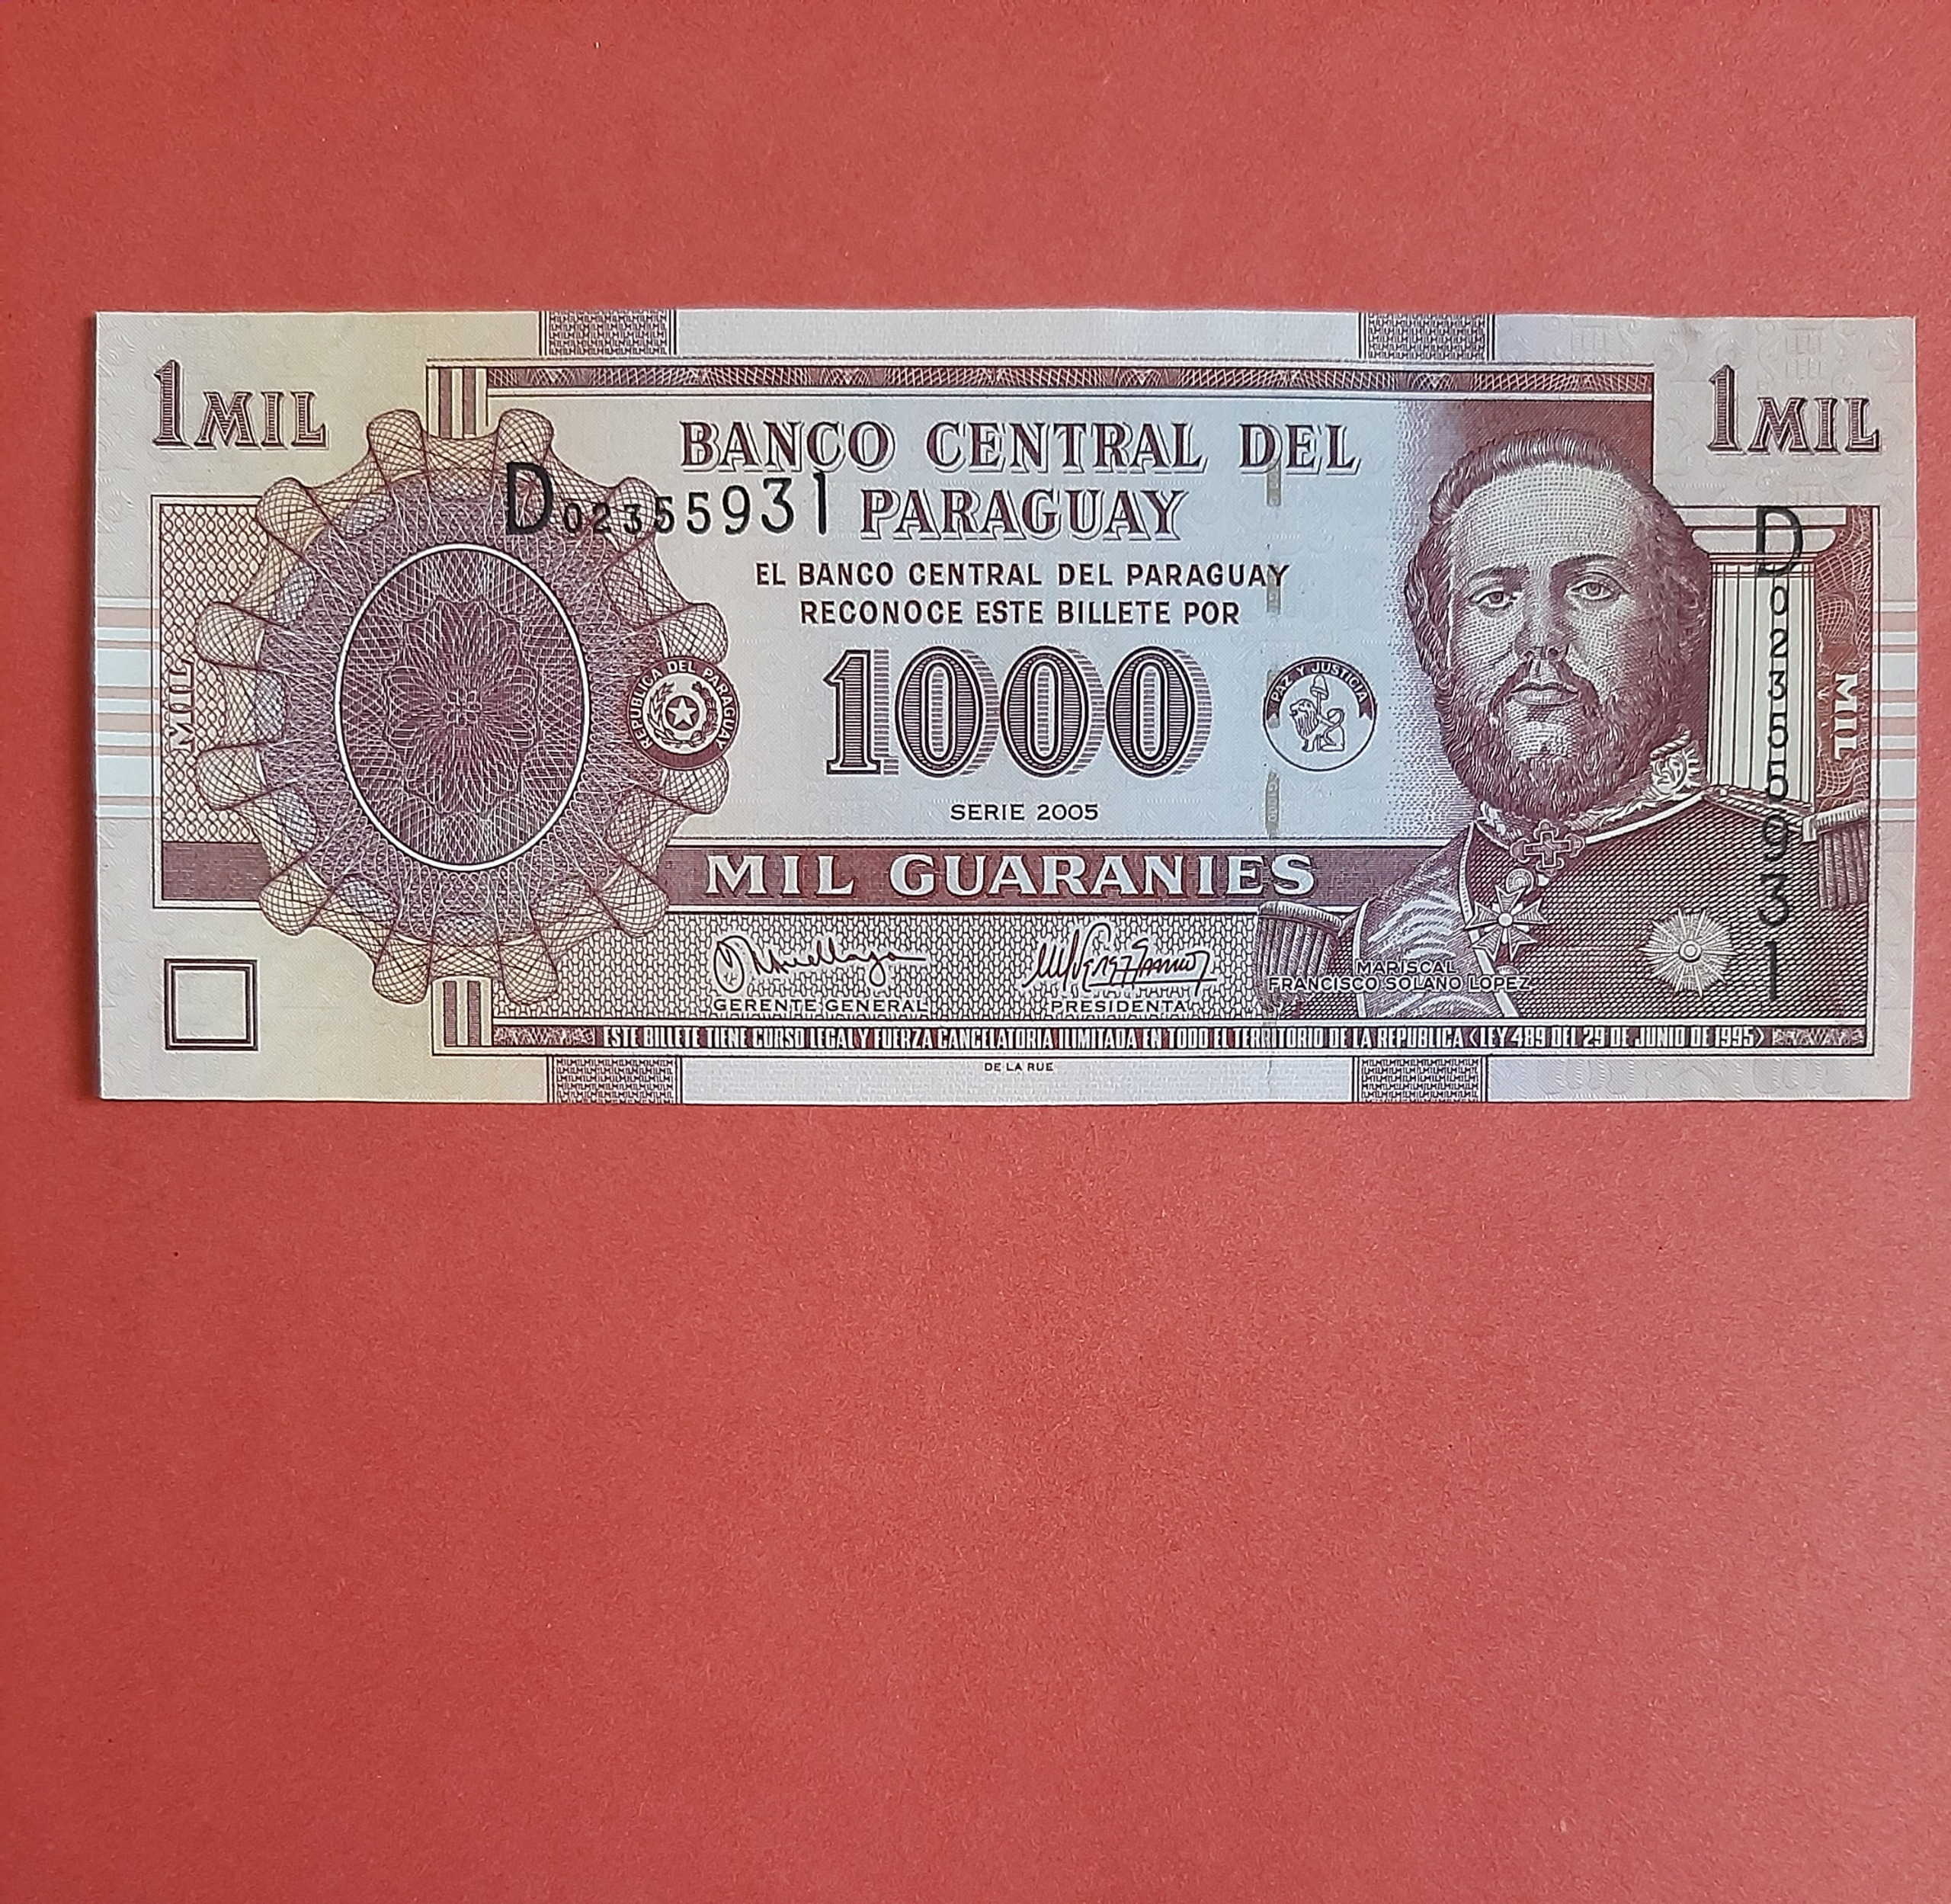 1 MIL
1 MIL
BANCO CENTRAL DEL
PARAGUAY
D02355931
EL BANCO CENTRAL DEL PARAGUAY
RECONOCE ESTE BILLETE POR
1000
SERIE 2005
MIL GUARANIES
MIL
REPUBLICA DEL PARAGUAY
PAZ Y JUSTICIA
D02355931
MIL
GERENTE GENERAL
PRESIDENTA
MARISCAL
FRANCISCO SOLANO LOPEZ
ESTE BILLETE TIENE CURSO LEGAL Y FUERZA CANCELATORIA ILIMITADA EN TODO EL TERRITORIO DE LA REPUBLICA <LEY 489 DEL 29 DE JUNIO DE 1995>
DE LA RUE